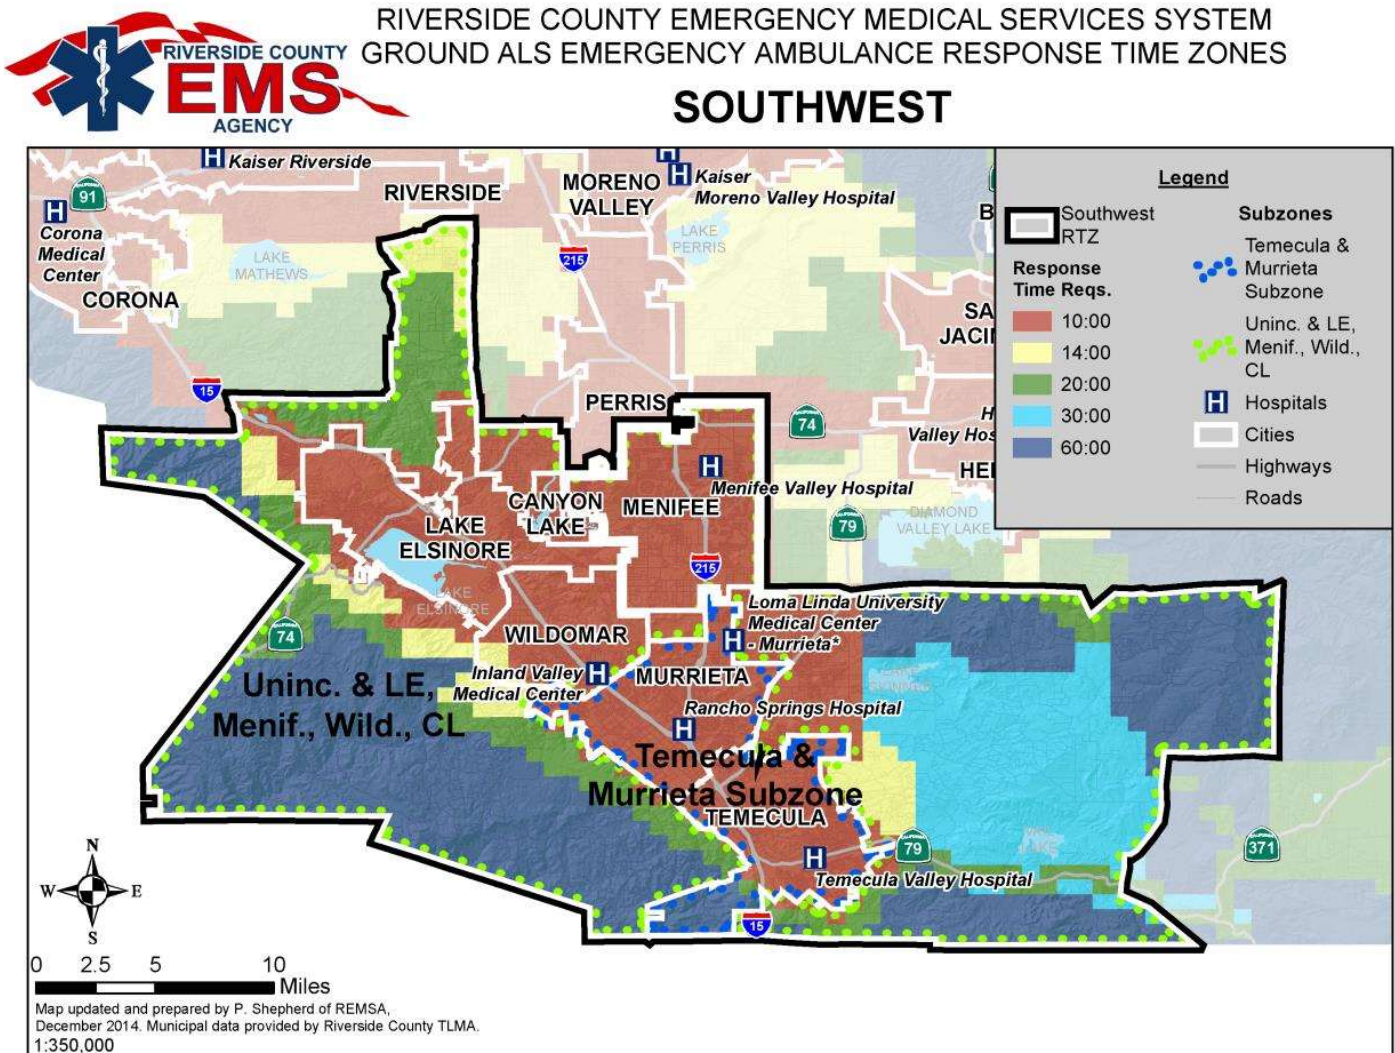 RIVERSIDE COUNTY EMERGENCY MEDICAL SERVICES SYSTEM
GROUND ALS EMERGENCY AMBULANCE RESPONSE TIME ZONES
RIVERSIDE COUNTY
EMS
AGENCY
SOUTHWEST
Kaiser Riverside
CALIFORNIA
91
RIVERSIDE
MORENO
VALLEY
Kaiser
Moreno Valley Hospital
Corona
Medical
Center
CORONA
LAKE
MATHEWS
215
LAKE
PERRIS
B
SA
JACI
Legend
Southwest
RTZ
Response
Time Reqs.
10:00
14:00
20:00
30:00
60:00
Subzones
Temecula &
Murrieta
Subzone
Uninc. & LE,
Menif., Wild.,
CL
H Hospitals
Cities
Highways
Roads
15
PERRIS
74
H
Valley Hos
HE
Menifee Valley Hospital
CANYON
LAKE
MENIFEE
LAKE
ELSINORE
79
DIAMOND
VALLEY LAKE
215
LAKE
ELSINORE
74
WILDOMAR
Loma Linda University
Medical Center
- Murrieta*
Inland Valley
Medical Center
MURRIETA
Uninc. & LE,
Menif., Wild., CL
Rancho Springs Hospital
Temecula &
Murrieta Subzone
TEMECULA
79
371
Temecula Valley Hospital
15
N
W
E
S
0 2.5 5 10
Miles
Map updated and prepared by P. Shepherd of REMSA,
December 2014. Municipal data provided by Riverside County TLMA.
1:350,000